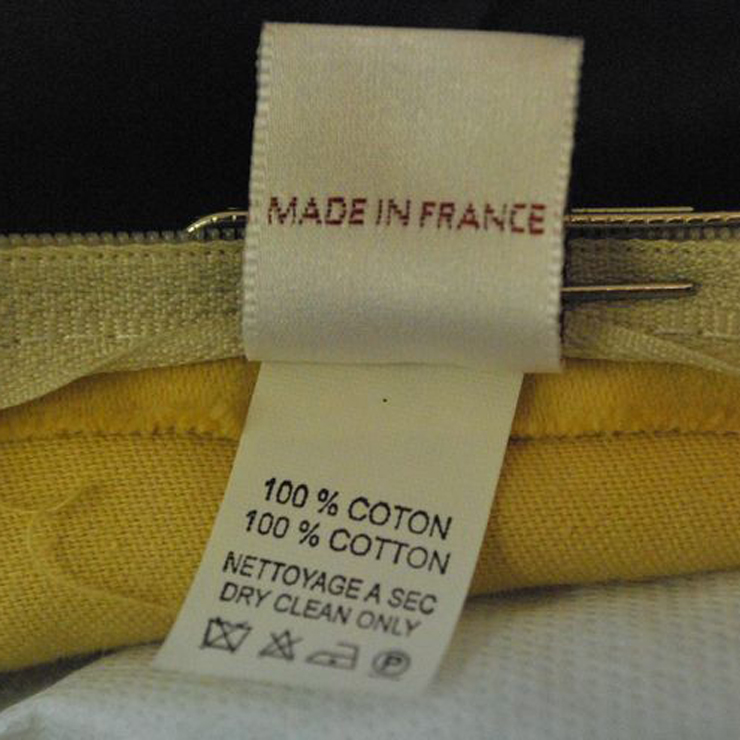 MADE IN FRANCE
100 % COTON
100 % COTTON
NETTOYAGE A SEC
DRY CLEAN ONLY
P